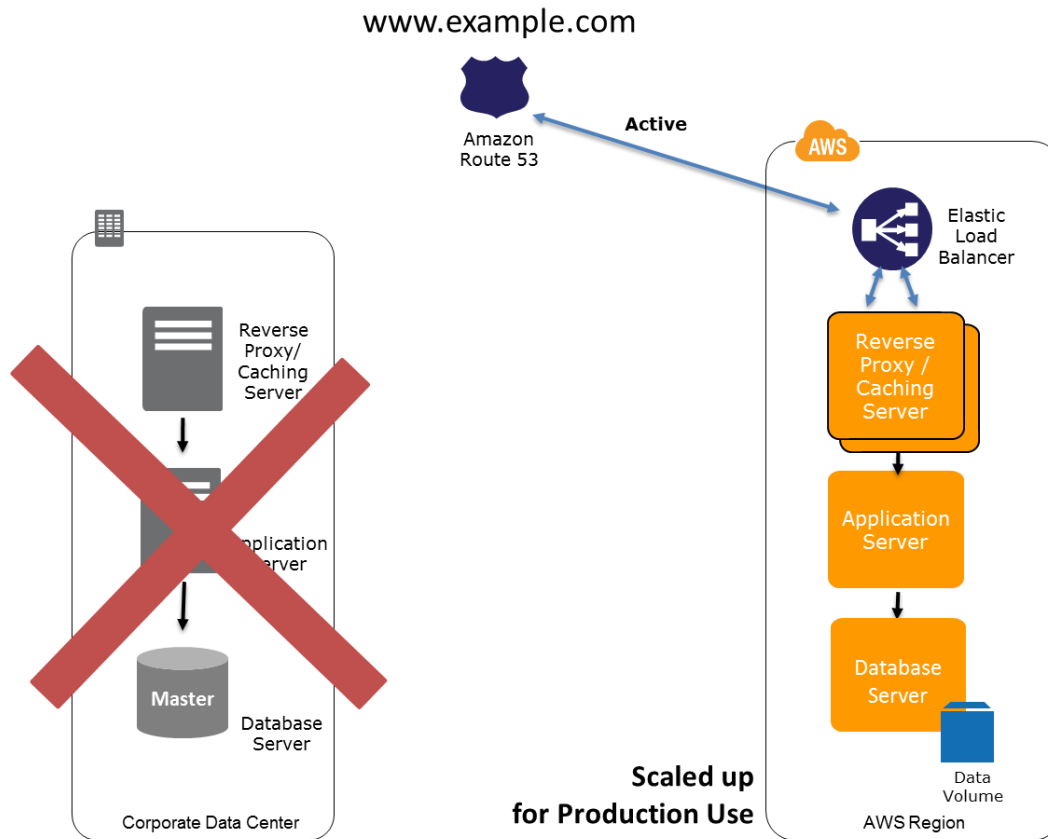 www.example.com
Amazon
Route 53
Active
AWS
Elastic
Load
Balancer
Reverse
Proxy/
Caching
Server
Reverse
Proxy /
Caching
Server
Application
Server
pplication
erver
Master
Database
Server
Database
Server
Data
Volume
Scaled up
for Production Use
Corporate Data Center
AWS Region